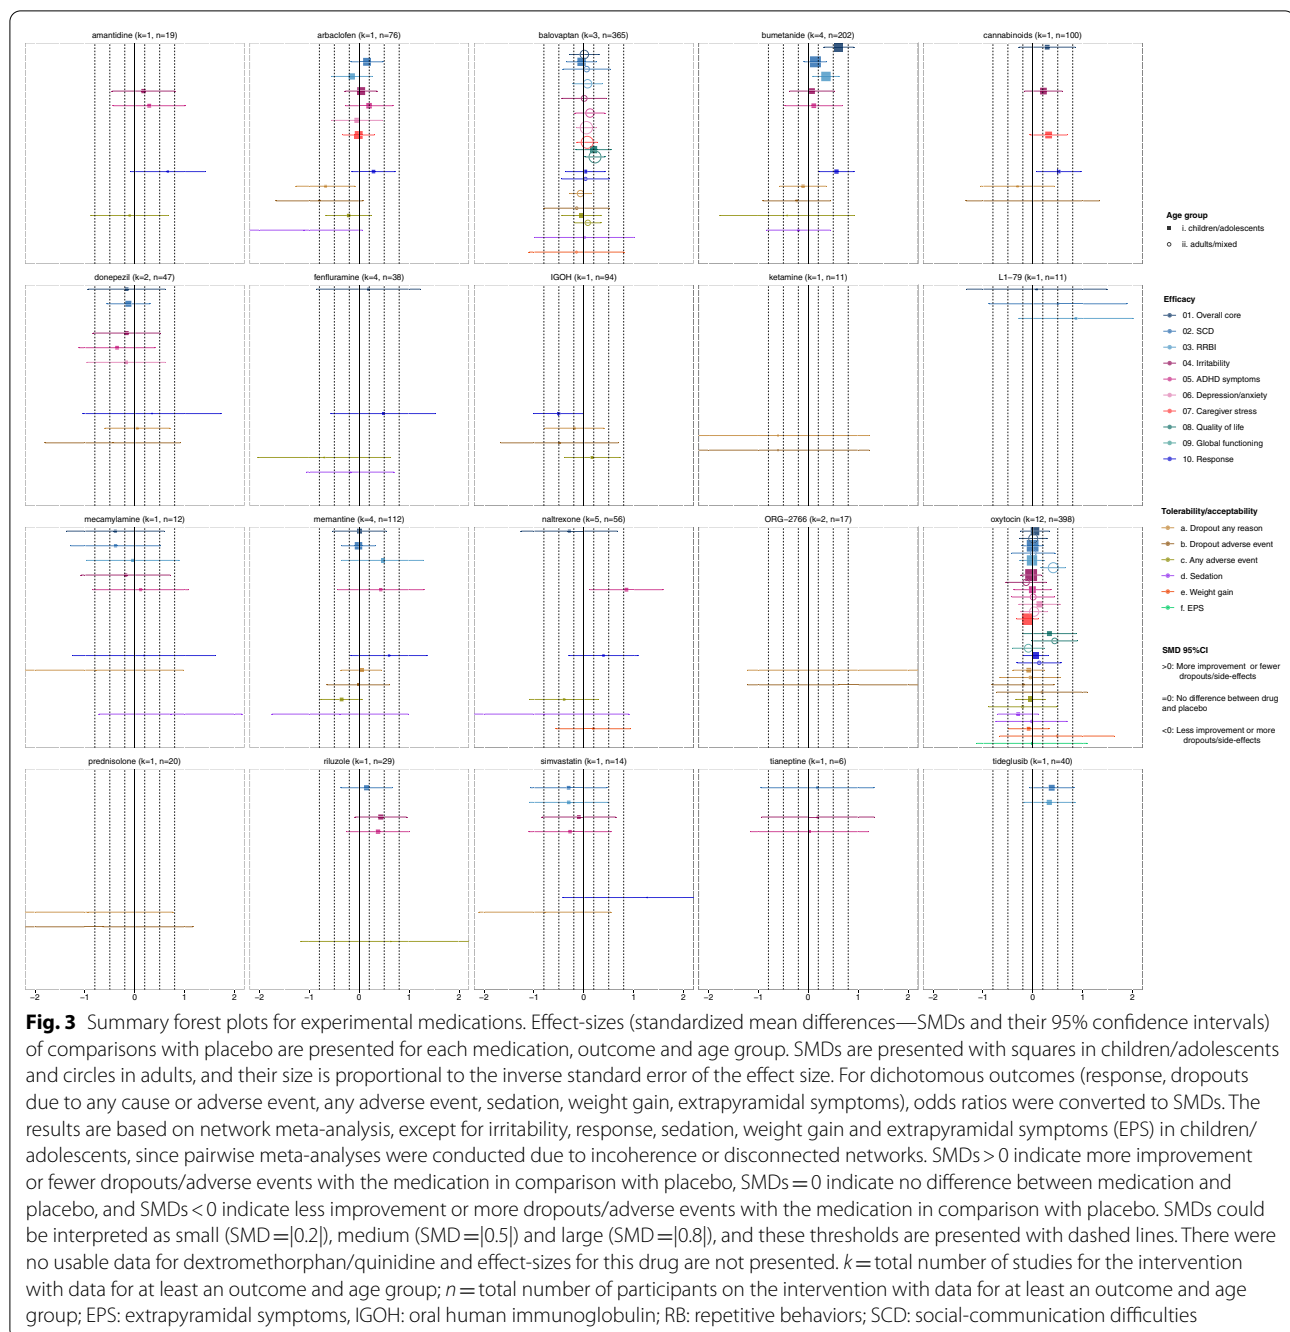 amantidine (k=1, n=19)
arbaclofen (k=1, n=76)
balovaptan (k=3, n=365)
bumetanide (k=4, n=202)
cannabinoids (k=1, n=100)
Age group
i. children/adolescents
ii. adults/mixed
donepezil (k=2, n=47)
fenfluramine (k=4, n=38)
IGOH (k=1, n=94)
ketamine (k=1, n=11)
L1−79 (k=1, n=11)
Efficacy
01. Overall core
02. SCD
03. RRBI
04. Irritability
05. ADHD symptoms
06. Depression/anxiety
07. Caregiver stress
08. Quality of life
09. Global functioning
10. Response
mecamylamine (k=1, n=12)
memantine (k=4, n=112)
naltrexone (k=5, n=56)
ORG−2766 (k=2, n=17)
oxytocin (k=12, n=398)
Tolerability/acceptability
a. Dropout any reason
b. Dropout adverse event
c. Any adverse event
d. Sedation
e. Weight gain
f. EPS
SMD 95%CI
>0: More improvement or fewer
dropouts/side-effects
=0: No difference between drug
and placebo
<0: Less improvement or more
dropouts/side-effects
prednisolone (k=1, n=20)
riluzole (k=1, n=29)
simvastatin (k=1, n=14)
tianeptine (k=1, n=6)
tideglusib (k=1, n=40)
−2 −1 0 1 2
−2 −1 0 1 2
−2 −1 0 1 2
−2 −1 0 1 2
−2 −1 0 1 2
Fig. 3 Summary forest plots for experimental medications. Effect-sizes (standardized mean differences—SMDs and their 95% confidence intervals)
of comparisons with placebo are presented for each medication, outcome and age group. SMDs are presented with squares in children/adolescents
and circles in adults, and their size is proportional to the inverse standard error of the effect size. For dichotomous outcomes (response, dropouts
due to any cause or adverse event, any adverse event, sedation, weight gain, extrapyramidal symptoms), odds ratios were converted to SMDs. The
results are based on network meta-analysis, except for irritability, response, sedation, weight gain and extrapyramidal symptoms (EPS) in children/
adolescents, since pairwise meta-analyses were conducted due to incoherence or disconnected networks. SMDs > 0 indicate more improvement
or fewer dropouts/adverse events with the medication in comparison with placebo, SMDs = 0 indicate no difference between medication and
placebo, and SMDs < 0 indicate less improvement or more dropouts/adverse events with the medication in comparison with placebo. SMDs could
be interpreted as small (SMD =|0.2|), medium (SMD =|0.5|) and large (SMD =|0.8|), and these thresholds are presented with dashed lines. There were
no usable data for dextromethorphan/quinidine and effect-sizes for this drug are not presented. k = total number of studies for the intervention
with data for at least an outcome and age group; n = total number of participants on the intervention with data for at least an outcome and age
group; EPS: extrapyramidal symptoms, IGOH: oral human immunoglobulin; RB: repetitive behaviors; SCD: social-communication difficulties